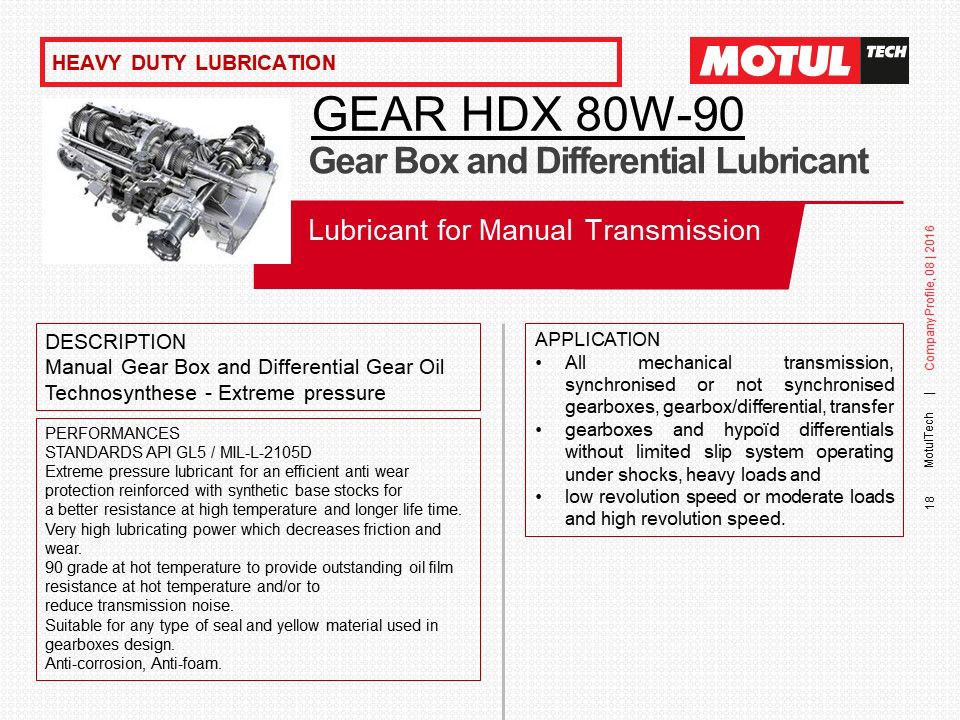 HEAVY DUTY LUBRICATION
MOTUL TECH
GEAR HDX 80W-90
Gear Box and Differential Lubricant
Lubricant for Manual Transmission
DESCRIPTION
Manual Gear Box and Differential Gear Oil
Technosynthese - Extreme pressure
PERFORMANCES
STANDARDS API GL5 / MIL-L-2105D
Extreme pressure lubricant for an efficient anti wear
protection reinforced with synthetic base stocks for
a better resistance at high temperature and longer life time.
Very high lubricating power which decreases friction and
wear.
90 grade at hot temperature to provide outstanding oil film
resistance at hot temperature and/or to
reduce transmission noise.
Suitable for any type of seal and yellow material used in
gearboxes design.
Anti-corrosion, Anti-foam.
APPLICATION
• All mechanical transmission,
synchronised or not synchronised
gearboxes, gearbox/differential, transfer
• gearboxes and hypoïd differentials
without limited slip system operating
under shocks, heavy loads and
• low revolution speed or moderate loads
and high revolution speed.
18 MotulTech | Company Profile, 08 | 2016